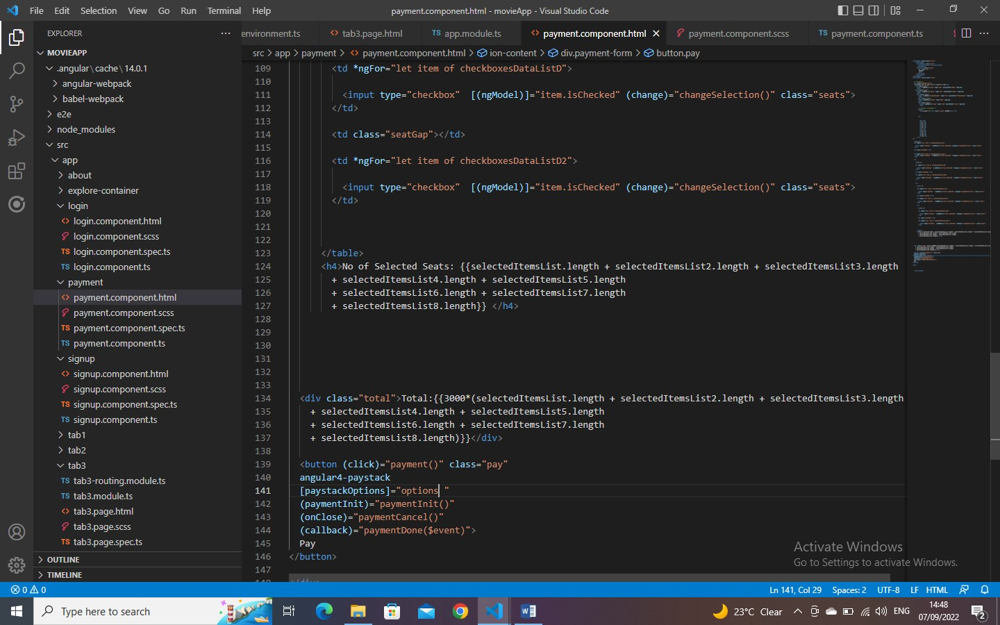 File Edit Selection View Go Run Terminal Help payment.component.html - movieApp - Visual Studio Code
EXPLORER
environment.ts tab3.page.html TS app.module.ts payment.component.html payment.component.scss TS payment.component.ts
MOVIEAPP
src > app > payment > payment.component.html > ion-content > div.payment-form > button.pay
.angular\cache\14.0.1
angular-webpack
babel-webpack
e2e
node_modules
src
app
about
explore-container
login
login.component.html
login.component.scss
TS login.component.spec.ts
TS login.component.ts
payment
payment.component.html
payment.component.scss
TS payment.component.spec.ts
TS payment.component.ts
signup
signup.component.html
signup.component.scss
TS signup.component.spec.ts
TS signup.component.ts
tab1
tab2
tab3
TS tab3-routing.module.ts
TS tab3.module.ts
tab3.page.html
tab3.page.scss
TS tab3.page.spec.ts
OUTLINE
TIMELINE
109 <td *ngFor="let item of checkboxesDataListD">
110
111 <input type="checkbox"  [(ngModel)]="item.isChecked" (change)="changeSelection()" class="seats">
112 </td>
113
114 <td class="seatGap"></td>
115
116 <td *ngFor="let item of checkboxesDataListD2">
117
118 <input type="checkbox"  [(ngModel)]="item.isChecked" (change)="changeSelection()" class="seats">
119 </td>
120
121
122
123 </table>
124 <h4>No of Selected Seats: {{selectedItemsList.length + selectedItemsList2.length + selectedItemsList3.length
125 + selectedItemsList4.length + selectedItemsList5.length
126 + selectedItemsList6.length + selectedItemsList7.length
127 + selectedItemsList8.length}} </h4>
128
129
130
131
132
133
134 <div class="total">Total:{{3000*(selectedItemsList.length + selectedItemsList2.length + selectedItemsList3.length
135 + selectedItemsList4.length + selectedItemsList5.length
136 + selectedItemsList6.length + selectedItemsList7.length
137 + selectedItemsList8.length)}}</div>
138
139 <button (click)="payment()" class="pay"
140 angular4-paystack
141 [paystackOptions]="options "
142 (paymentInit)="paymentInit()"
143 (onClose)="paymentCancel()"
144 (callback)="paymentDone($event)">
145 Pay
146 </button>
147
Activate Windows
Go to Settings to activate Windows.
0 0 Ln 141, Col 29 Spaces: 2 UTF-8 LF HTML
Type here to search 23°C Clear ENG 14:48
07/09/2022 2